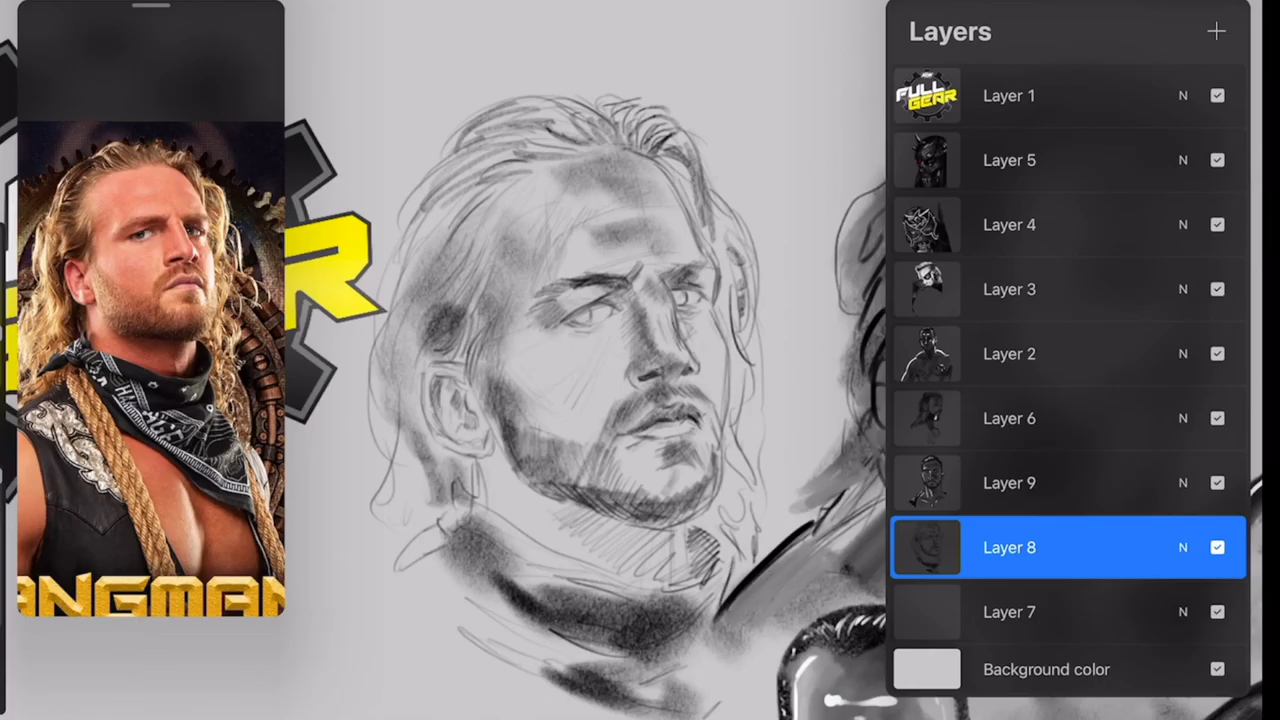 Layers
FULL
GEAR
Layer 1 N
Layer 5 N
Layer 4 N
Layer 3 N
Layer 2 N
Layer 6 N
Layer 9 N
Layer 8 N
Layer 7 N
Background color
R
ANGMAN